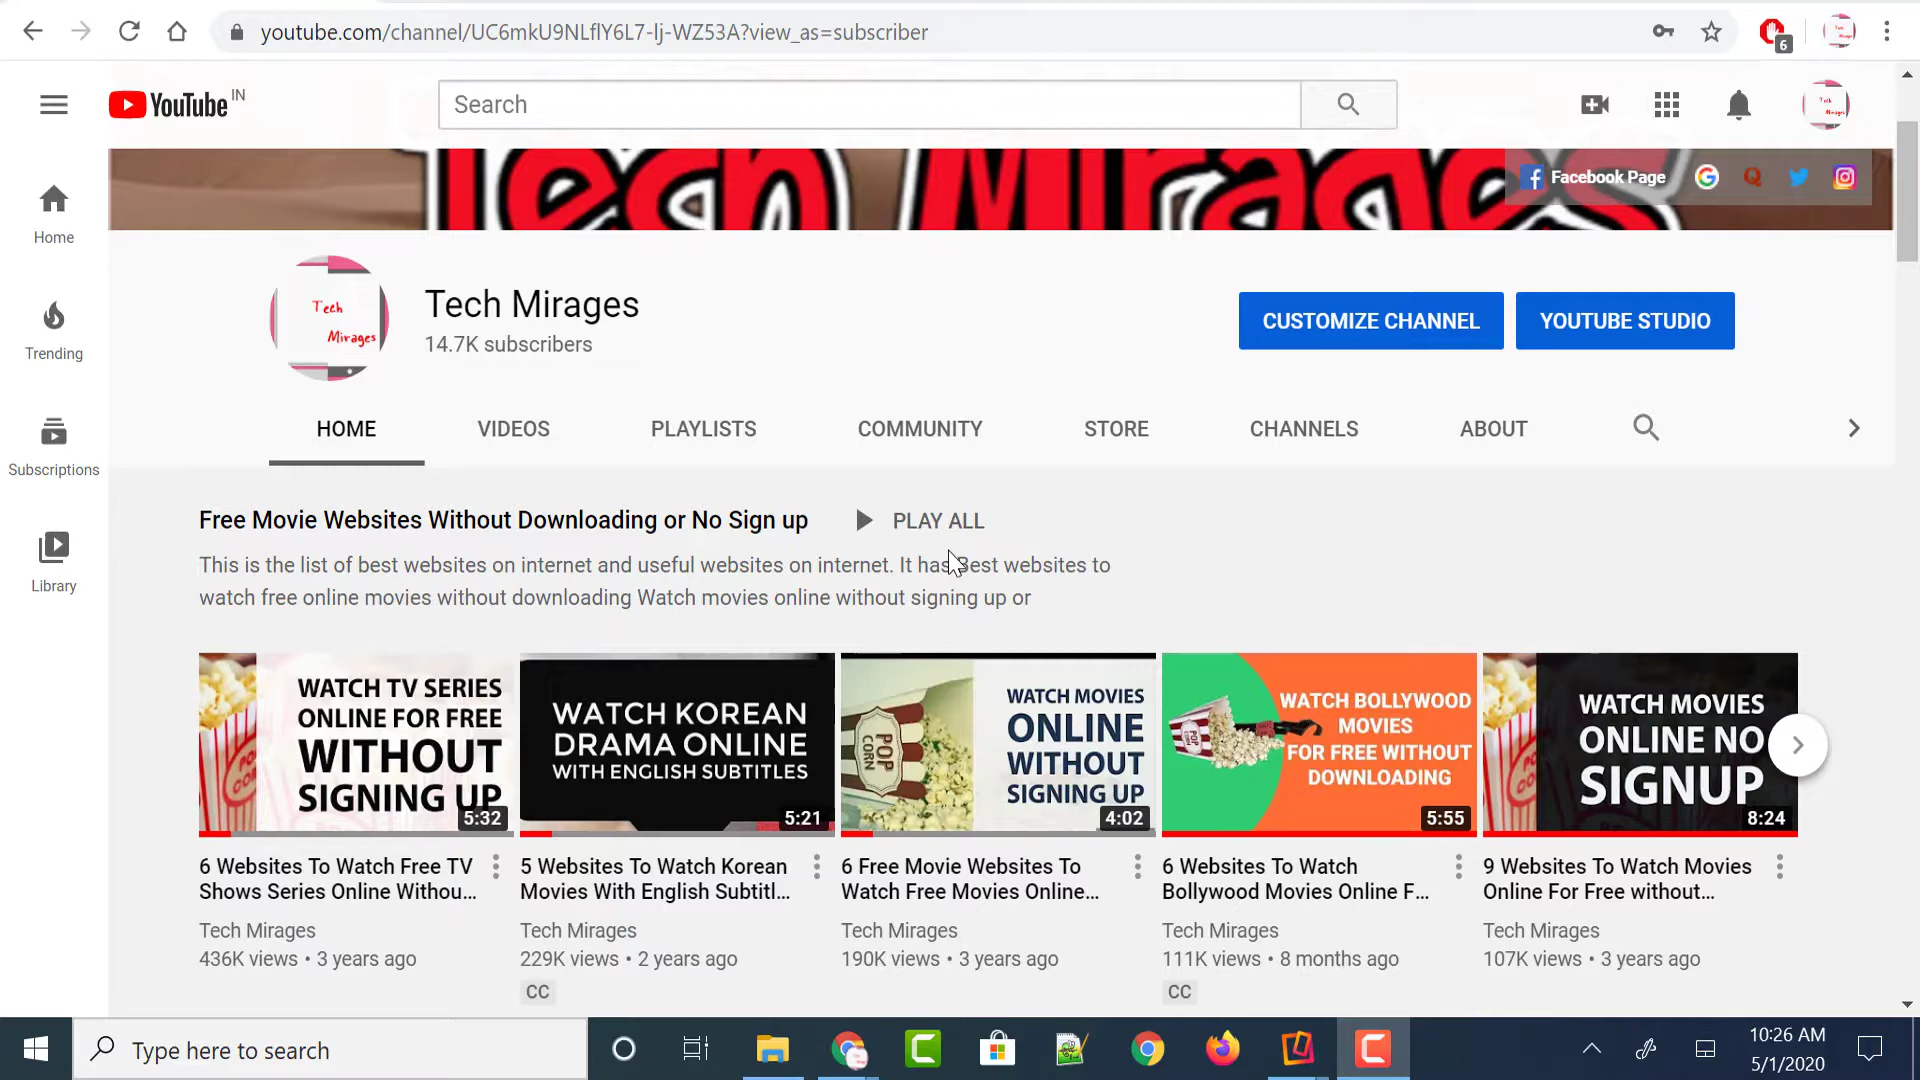 youtube.com/channel/UC6mkU9NLflY6L7-lj-WZ53A?view_as=subscriber
6
YouTube IN
Search
Tech Mirages
Facebook Page
Home
Trending
Subscriptions
Library
Tech
Mirages
Tech Mirages
14.7K subscribers
CUSTOMIZE CHANNEL
YOUTUBE STUDIO
HOME VIDEOS PLAYLISTS COMMUNITY STORE CHANNELS ABOUT
Free Movie Websites Without Downloading or No Sign up
PLAY ALL
This is the list of best websites on internet and useful websites on internet. It has Best websites to
watch free online movies without downloading Watch movies online without signing up or
WATCH TV SERIES
ONLINE FOR FREE
WITHOUT
SIGNING UP
5:32
WATCH KOREAN
DRAMA ONLINE
WITH ENGLISH SUBTITLES
5:21
POP
CORN
WATCH MOVIES
ONLINE
WITHOUT
SIGNING UP
4:02
POP
CORN
WATCH BOLLYWOOD
MOVIES
FOR FREE WITHOUT
DOWNLOADING
5:55
WATCH MOVIES
ONLINE NO
SIGNUP
8:24
6 Websites To Watch Free TV
Shows Series Online Withou...
Tech Mirages
436K views • 3 years ago
5 Websites To Watch Korean
Movies With English Subtitl...
Tech Mirages
229K views • 2 years ago
CC
6 Free Movie Websites To
Watch Free Movies Online...
Tech Mirages
190K views • 3 years ago
6 Websites To Watch
Bollywood Movies Online F...
Tech Mirages
111K views • 8 months ago
CC
9 Websites To Watch Movies
Online For Free without...
Tech Mirages
107K views • 3 years ago
Type here to search
10:26 AM
5/1/2020